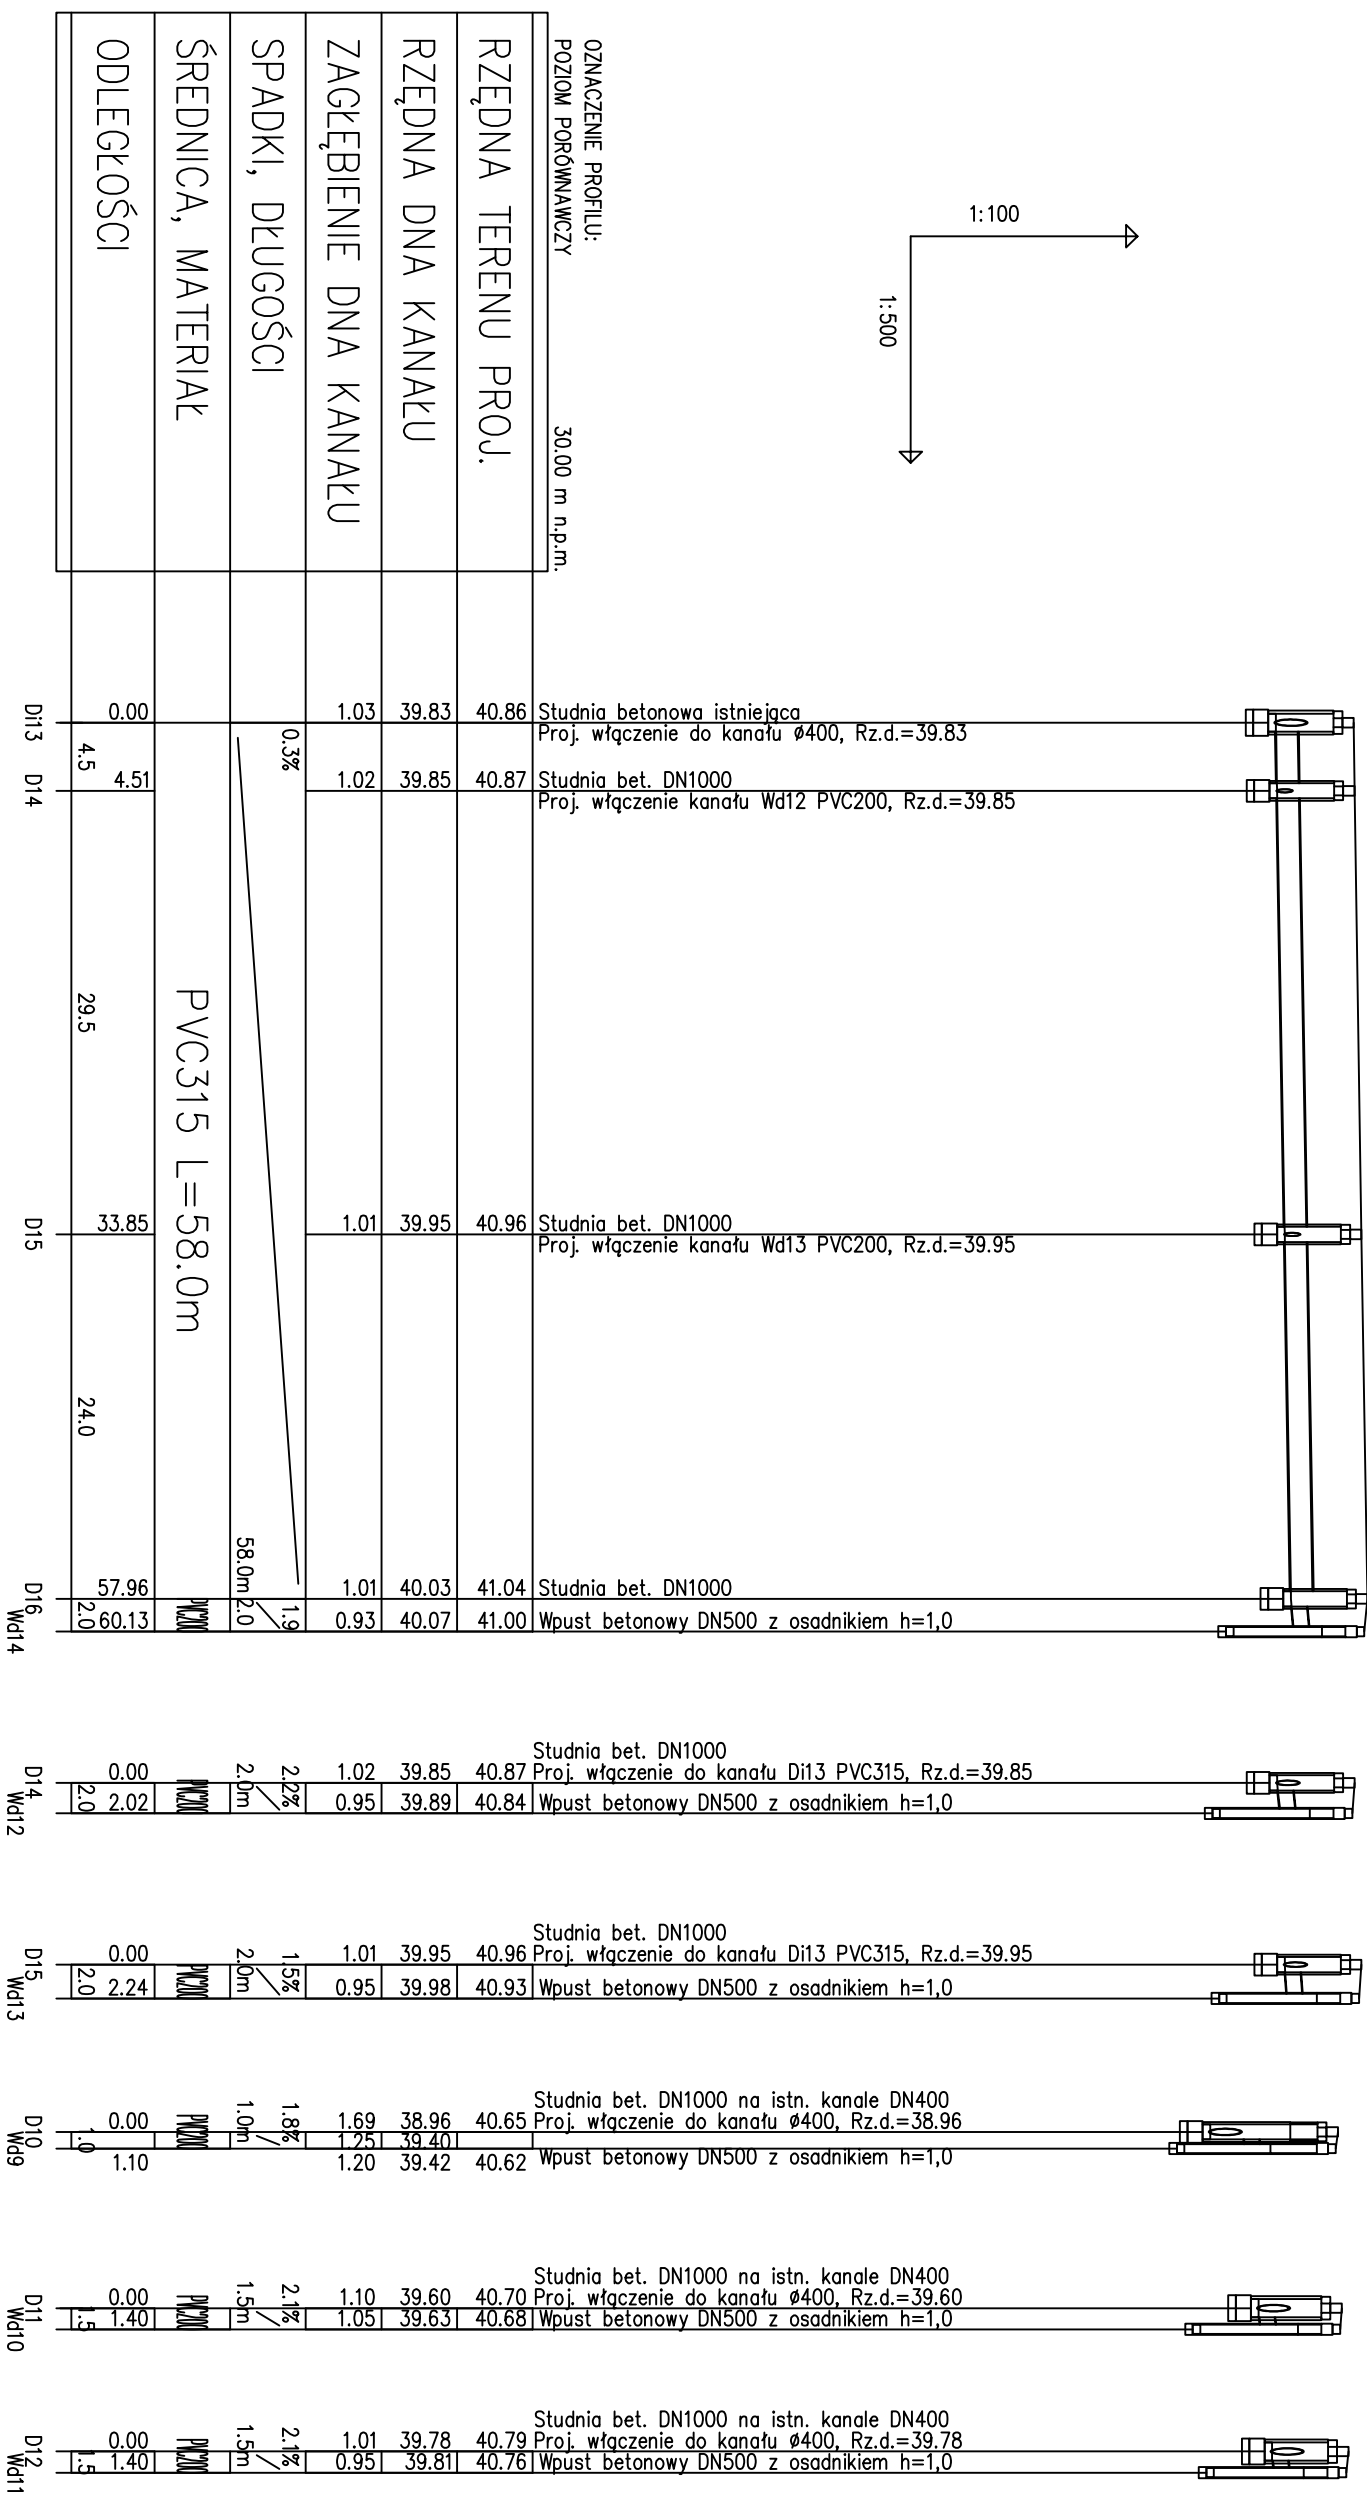 1:100
1:500
OZNACZENIE PROFILU:
POZIOM PORÓWNAWCZY 30.00 m n.p.m.
RZĘDNA TERENU PROJ.
RZĘDNA DNA KANAŁU
ZAGŁĘBIENIE DNA KANAŁU
SPADKI, DŁUGOŚCI
ŚREDNICA, MATERIAŁ
ODLEGŁOŚCI
0.00 1.03 39.83 40.86 Studnia betonowa istniejąca
Proj. włączenie do kanału ø400, Rz.d.=39.83
Di13
4.5
0.3%
4.51 1.02 39.85 40.87 Studnia bet. DN1000
Proj. włączenie kanału Wd12 PVC200, Rz.d.=39.85
D14
29.5
PVC315 L=58.0m
33.85 1.01 39.95 40.96 Studnia bet. DN1000
Proj. włączenie kanału Wd13 PVC200, Rz.d.=39.95
D15
24.0
58.0m
57.96 1.01 40.03 41.04 Studnia bet. DN1000
D16
2.0
PVC200
2.0
1.9
60.13 0.93 40.07 41.00 Wpust betonowy DN500 z osadnikiem h=1,0
Wd14
Studnia bet. DN1000
0.00 1.02 39.85 40.87 Proj. włączenie do kanału Di13 PVC315, Rz.d.=39.85
D14
2.0
PVC200
2.0m
2.2%
2.02 0.95 39.89 40.84 Wpust betonowy DN500 z osadnikiem h=1,0
Wd12
Studnia bet. DN1000
0.00 1.01 39.95 40.96 Proj. włączenie do kanału Di13 PVC315, Rz.d.=39.95
D15
2.0
PVC200
2.0m
1.5%
2.24 0.95 39.98 40.93 Wpust betonowy DN500 z osadnikiem h=1,0
Wd13
Studnia bet. DN1000 na istn. kanale DN400
0.00 1.69 38.96 40.65 Proj. włączenie do kanału ø400, Rz.d.=38.96
D10
1.0
PVC200
1.0m
1.8%
1.25 39.40
1.10 1.20 39.42 40.62 Wpust betonowy DN500 z osadnikiem h=1,0
Wd9
Studnia bet. DN1000 na istn. kanale DN400
0.00 1.10 39.60 40.70 Proj. włączenie do kanału ø400, Rz.d.=39.60
D11
1.5
PVC200
1.5m
2.1%
1.40 1.05 39.63 40.68 Wpust betonowy DN500 z osadnikiem h=1,0
Wd10
Studnia bet. DN1000 na istn. kanale DN400
0.00 1.01 39.78 40.79 Proj. włączenie do kanału ø400, Rz.d.=39.78
D12
1.5
PVC200
1.5m
2.1%
1.40 0.95 39.81 40.76 Wpust betonowy DN500 z osadnikiem h=1,0
Wd11